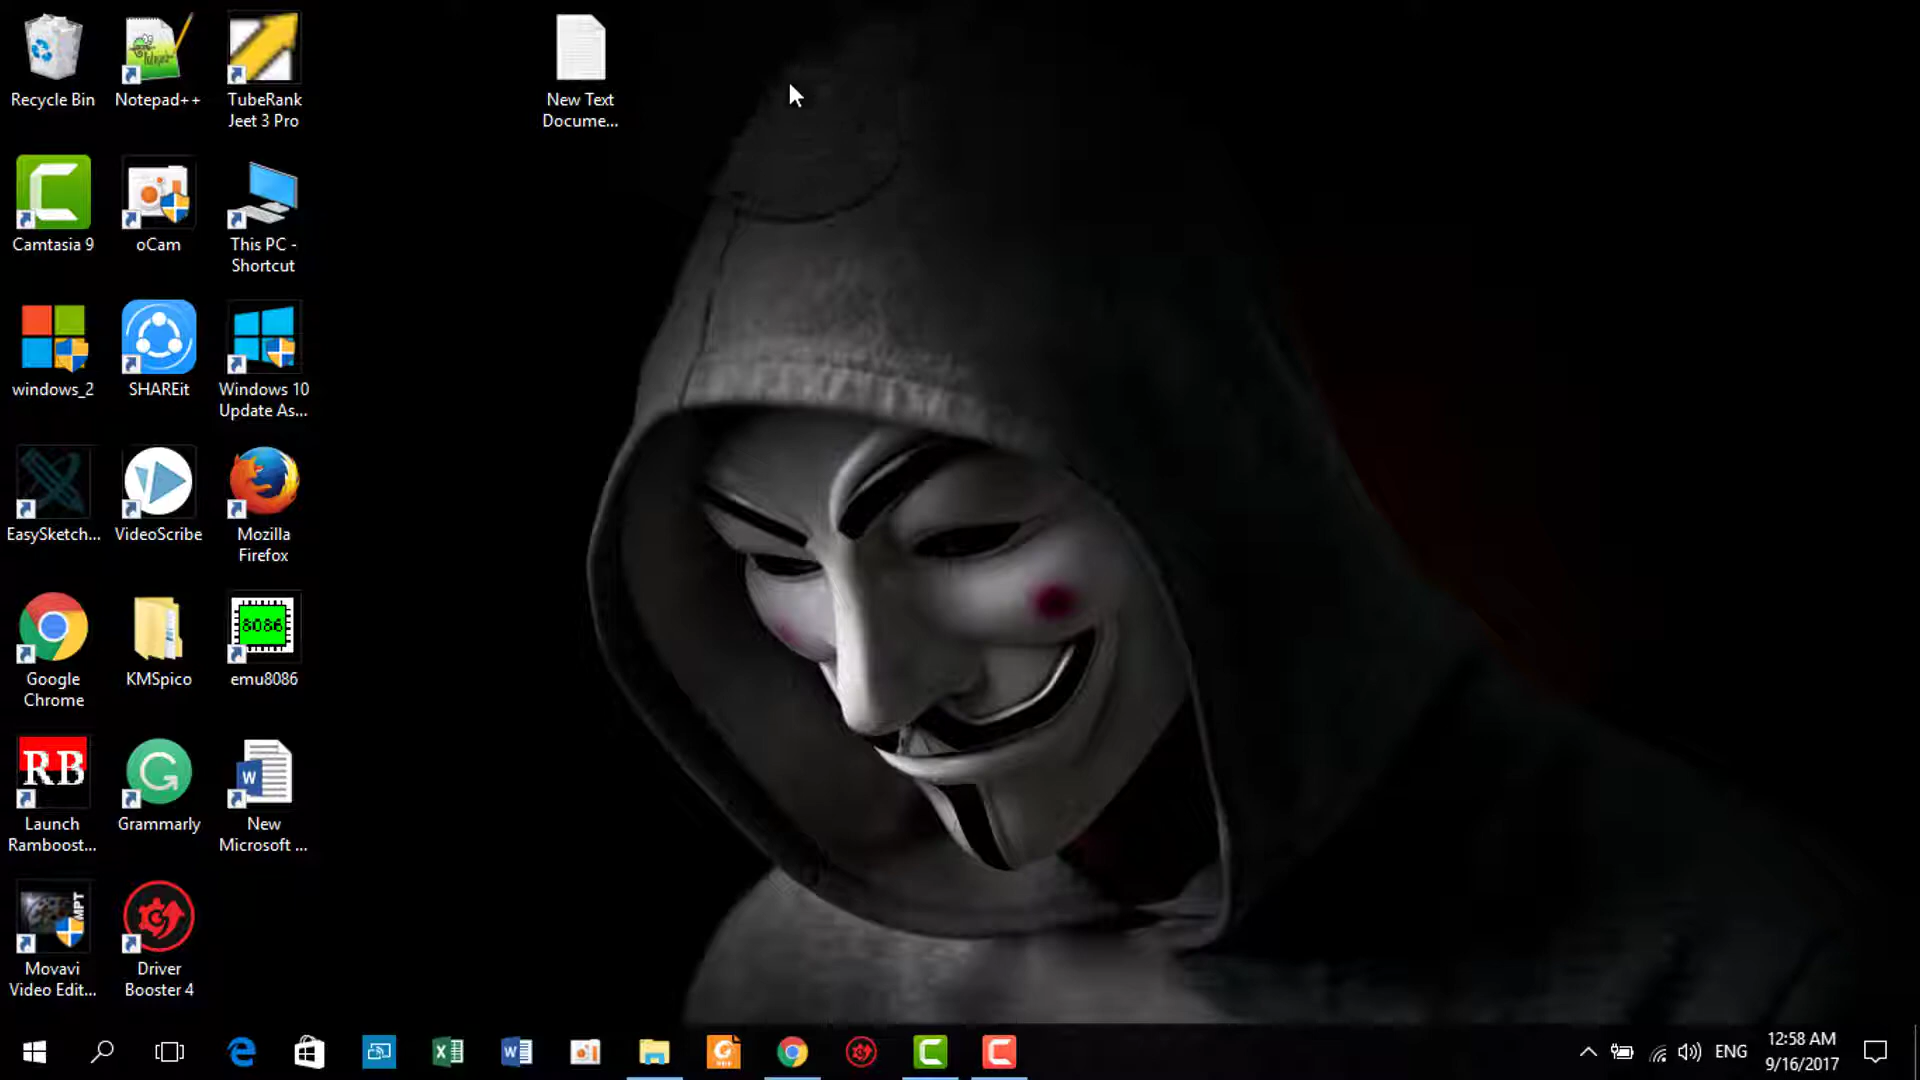 Recycle Bin
Notepad++
TubeRank
Jeet 3 Pro
New Text
Docume...
Camtasia 9
oCam
This PC -
Shortcut
windows_2
SHAREit
Windows 10
Update As...
EasySketch...
VideoScribe
Mozilla
Firefox
Google
Chrome
KMSpico
8086
emu8086
RB
Launch
Ramboost...
Grammarly
W
New
Microsoft ...
MPT
Movavi
Video Edit...
Driver
Booster 4
ENG
12:58 AM
9/16/2017